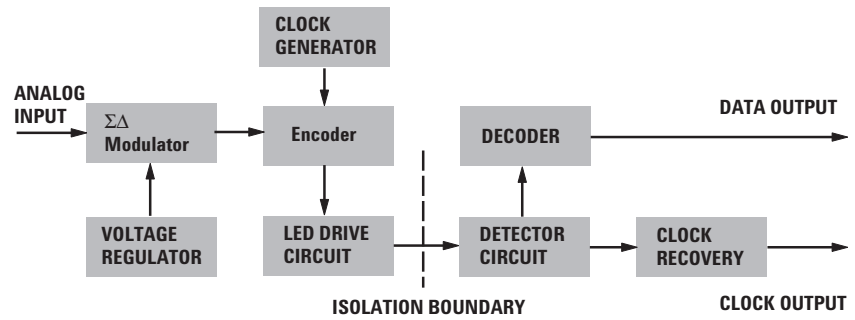 CLOCK
GENERATOR
ANALOG
INPUT
ΣΔ
Modulator
Encoder
DECODER
DATA OUTPUT
VOLTAGE
REGULATOR
LED DRIVE
CIRCUIT
DETECTOR
CIRCUIT
CLOCK
RECOVERY
ISOLATION BOUNDARY
CLOCK OUTPUT